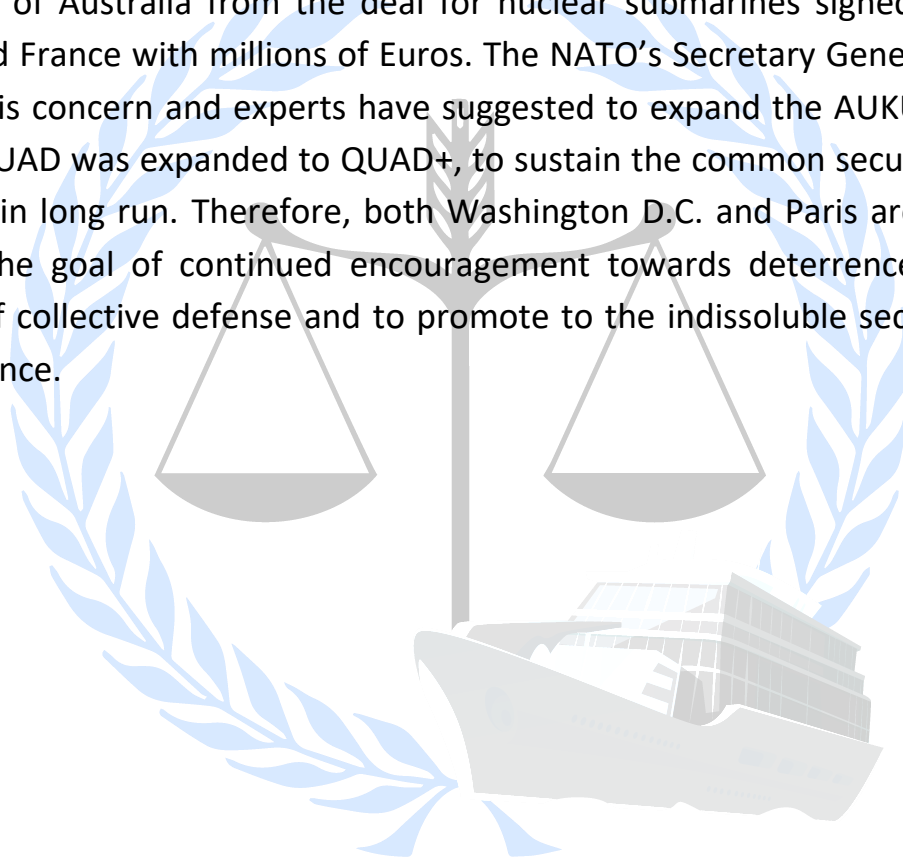 of Australia from the deal for nuclear submarines signed
d France with millions of Euros. The NATO’s Secretary Gene
is concern and experts have suggested to expand the AUKU
UAD was expanded to QUAD+, to sustain the common secu
in long run. Therefore, both Washington D.C. and Paris are
he goal of continued encouragement towards deterrence
f collective defense and to promote to the indissoluble sec
nce.